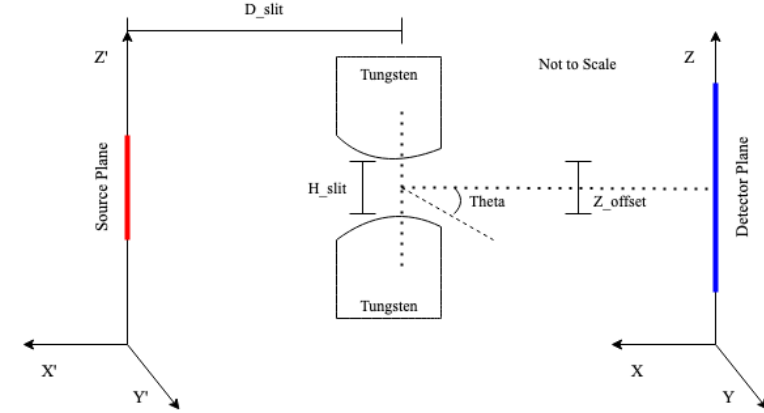 D_slit
Z'
Tungsten
Not to Scale
Z
Source Plane
H_slit
Theta
Z_offset
Detector Plane
Tungsten
X'
Y'
X
Y